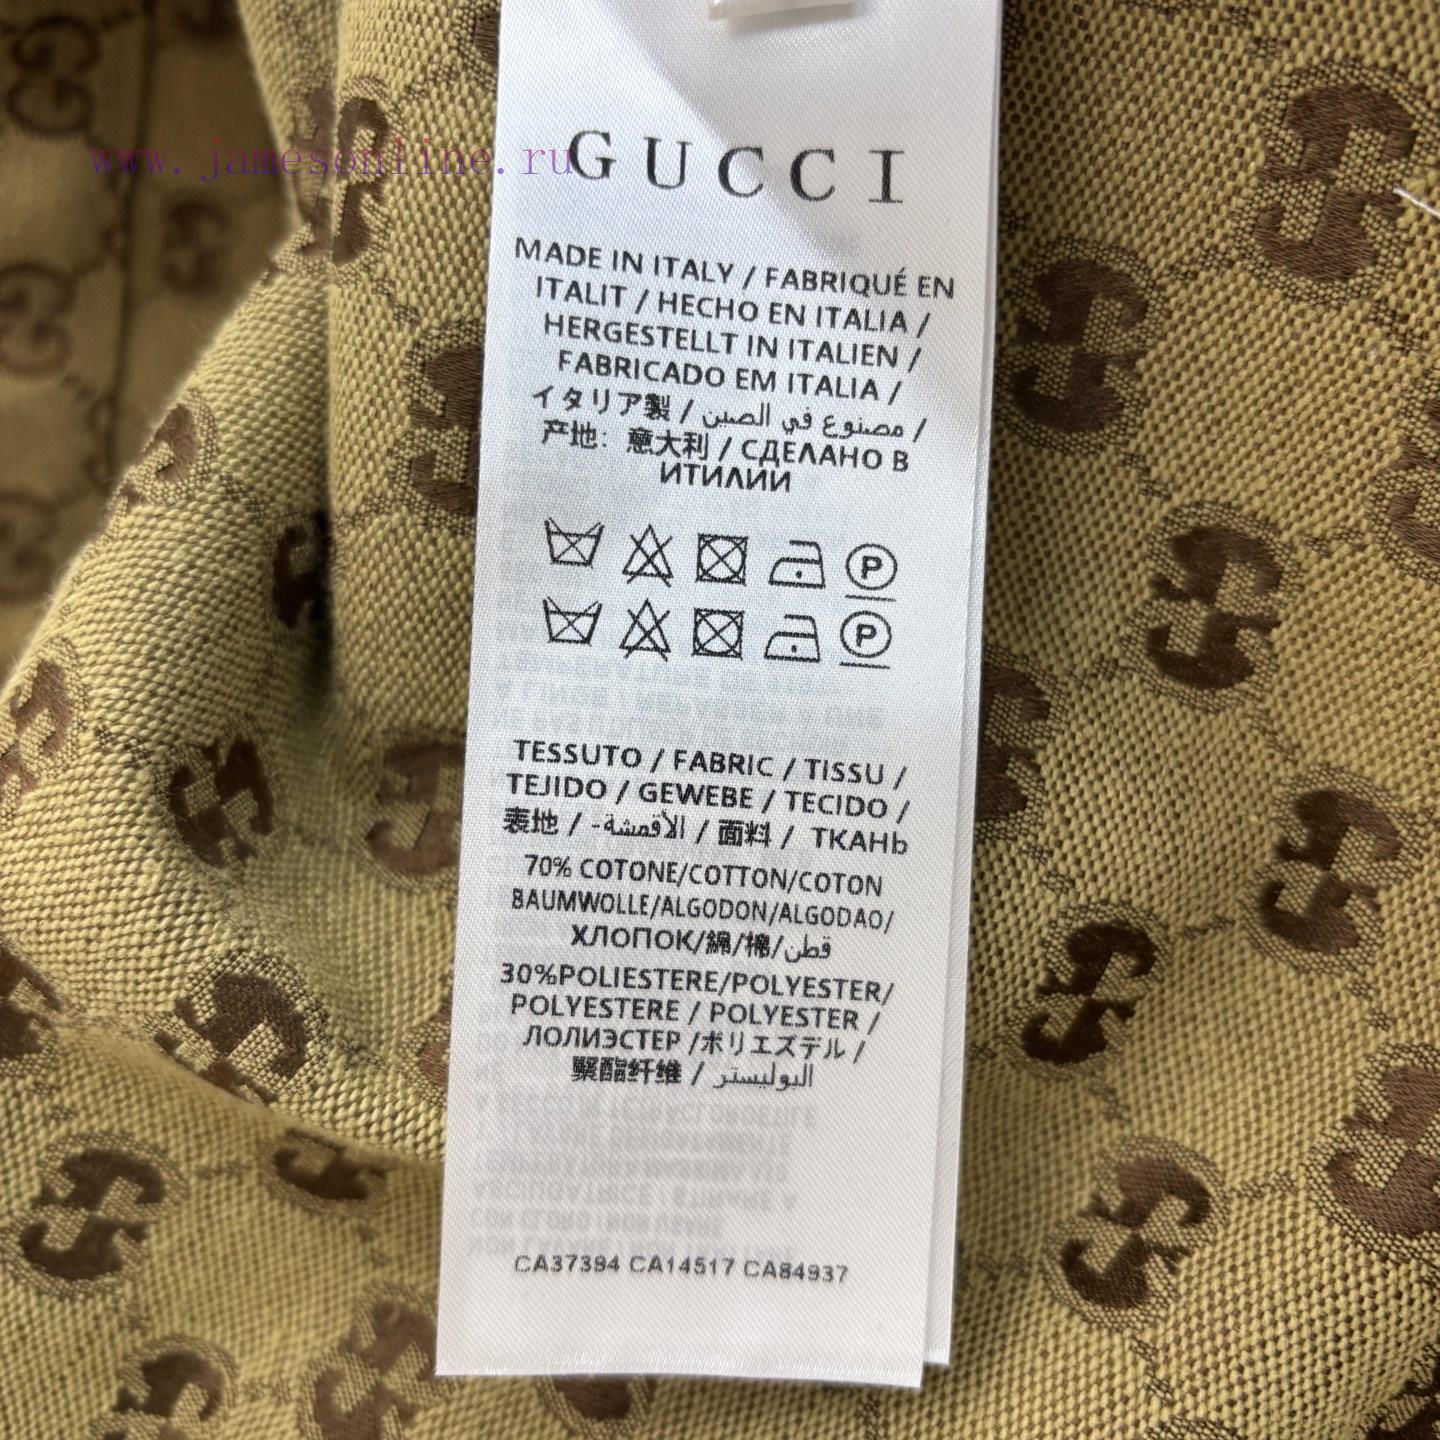 www.jamesonline.ru
GUCCI
MADE IN ITALY / FABRIQUÉ EN
ITALIT / HECHO EN ITALIA /
HERGESTELLT IN ITALIEN /
FABRICADO EM ITALIA /
イタリア製 / مصنوع في الصين /
产地: 意大利 / СДЕЛАНО В
ИТИЛИИ
P
P
TESSUTO / FABRIC / TISSU /
TEJIDO / GEWEBE / TECIDO /
表地 / الأقمشة- / 面料 / ТКАНЬ
70% COTONE/COTTON/COTON
BAUMWOLLE/ALGODON/ALGODAO/
ХЛОПОК/綿/棉/قطن
30%POLIESTERE/POLYESTER/
POLYESTERE / POLYESTER /
ЛОЛИЭСТЕР /ポリエズデル /
聚酯纤维 / البوليستر
CA37394 CA14517 CA84937